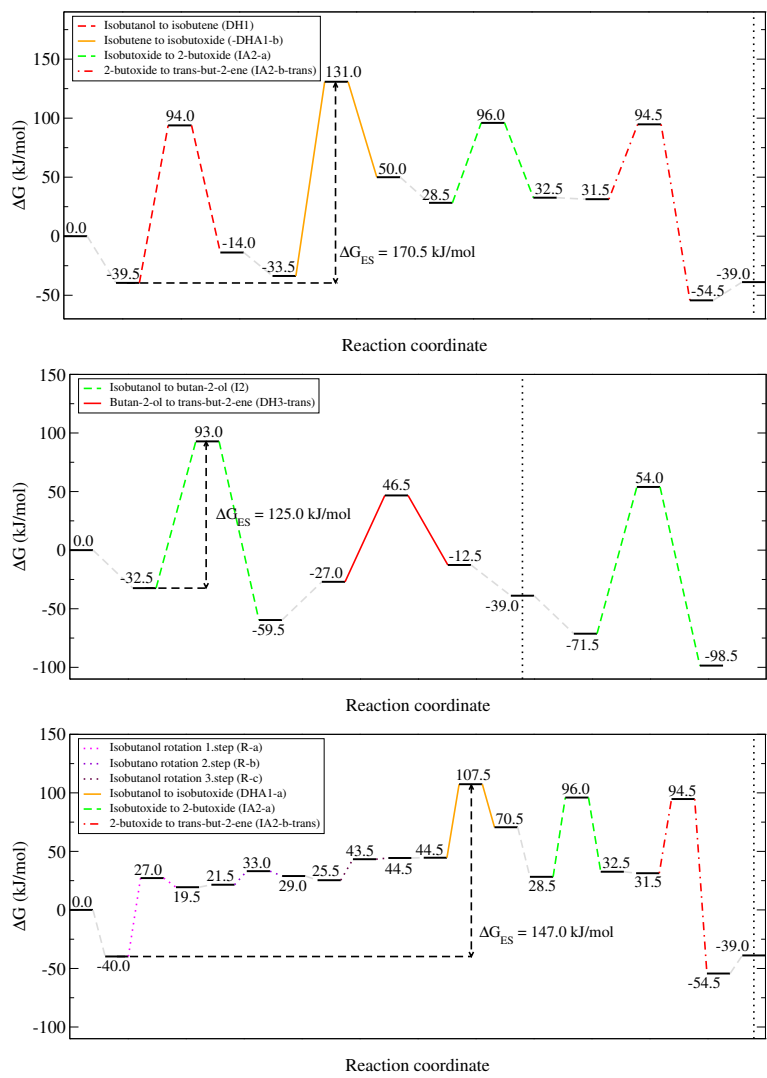 Isobutanol to isobutene (DH1)
Isobutene to isobutoxide (-DHA1-b)
Isobutoxide to 2-butoxide (IA2-a)
2-butoxide to trans-but-2-ene (IA2-b-trans)
150
100
50
0
-50
ΔG (kJ/mol)
0.0
-39.5
94.0
-14.0
-33.5
131.0
50.0
28.5
96.0
32.5
31.5
94.5
-54.5
-39.0
ΔG_ES = 170.5 kJ/mol
Reaction coordinate
Isobutanol to butan-2-ol (I2)
Butan-2-ol to trans-but-2-ene (DH3-trans)
150
100
50
0
-50
-100
ΔG (kJ/mol)
0.0
-32.5
93.0
-59.5
-27.0
46.5
-12.5
-39.0
-71.5
54.0
-98.5
ΔG_ES = 125.0 kJ/mol
Reaction coordinate
Isobutanol rotation 1.step (R-a)
Isobutano rotation 2.step (R-b)
Isobutanol rotation 3.step (R-c)
Isobutanol to isobutoxide (DHA1-a)
Isobutoxide to 2-butoxide (IA2-a)
2-butoxide to trans-but-2-ene (IA2-b-trans)
150
100
50
0
-50
-100
ΔG (kJ/mol)
0.0
-40.0
27.0
19.5
21.5
33.0
29.0
25.5
43.5
44.5
44.5
107.5
70.5
28.5
96.0
32.5
31.5
94.5
-54.5
-39.0
ΔG_ES = 147.0 kJ/mol
Reaction coordinate